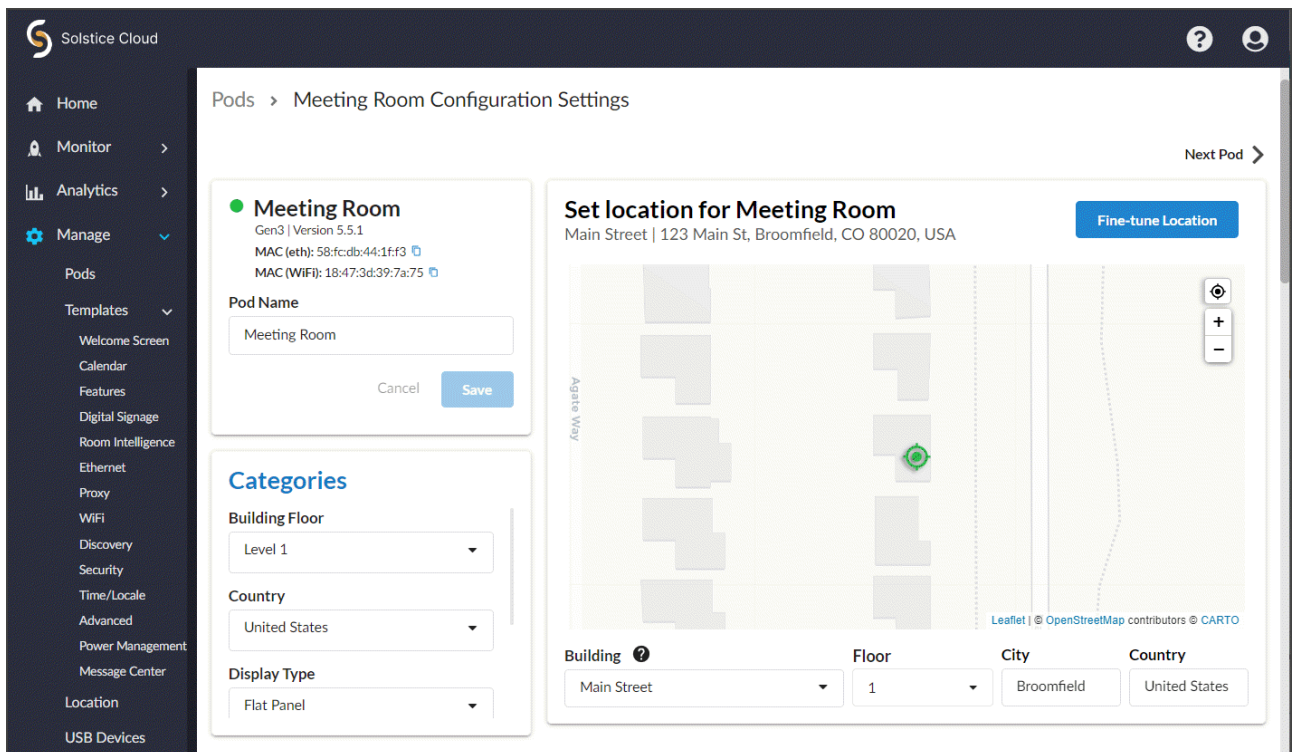 Solstice Cloud
Home
Monitor
Analytics
Manage
Pods
Templates
Welcome Screen
Calendar
Features
Digital Signage
Room Intelligence
Ethernet
Proxy
WiFi
Discovery
Security
Time/Locale
Advanced
Power Management
Message Center
Location
USB Devices
Pods > Meeting Room Configuration Settings
Next Pod
Meeting Room
Gen3 | Version 5.5.1
MAC (eth): 58:fc:db:44:1f:f3
MAC (WiFi): 18:47:3d:39:7a:75
Pod Name
Meeting Room
Cancel Save
Categories
Building Floor
Level 1
Country
United States
Display Type
Flat Panel
Set location for Meeting Room
Main Street | 123 Main St, Broomfield, CO 80020, USA
Fine-tune Location
+
−
Agate Way
Leaflet | © OpenStreetMap contributors © CARTO
Building ? Floor City Country
Main Street 1 Broomfield United States